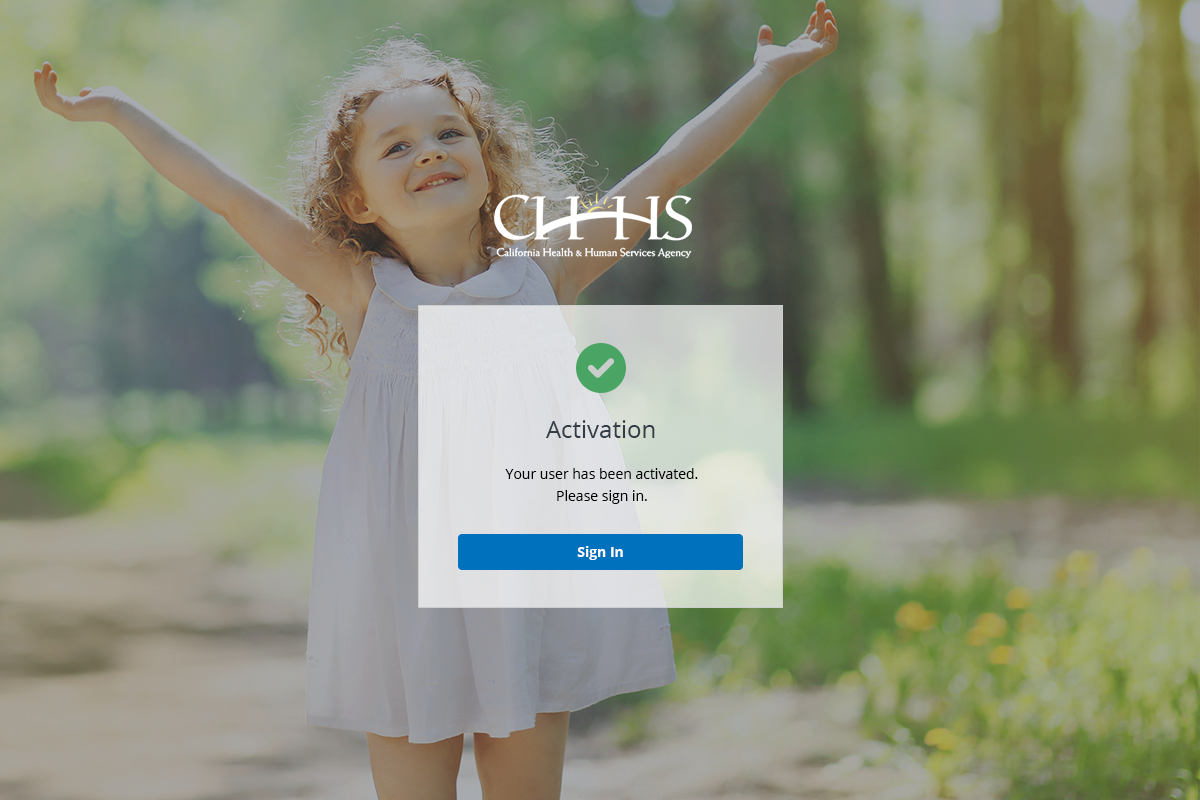 CHHS
California Health & Human Services Agency
Activation
Your user has been activated.
Please sign in.
Sign In